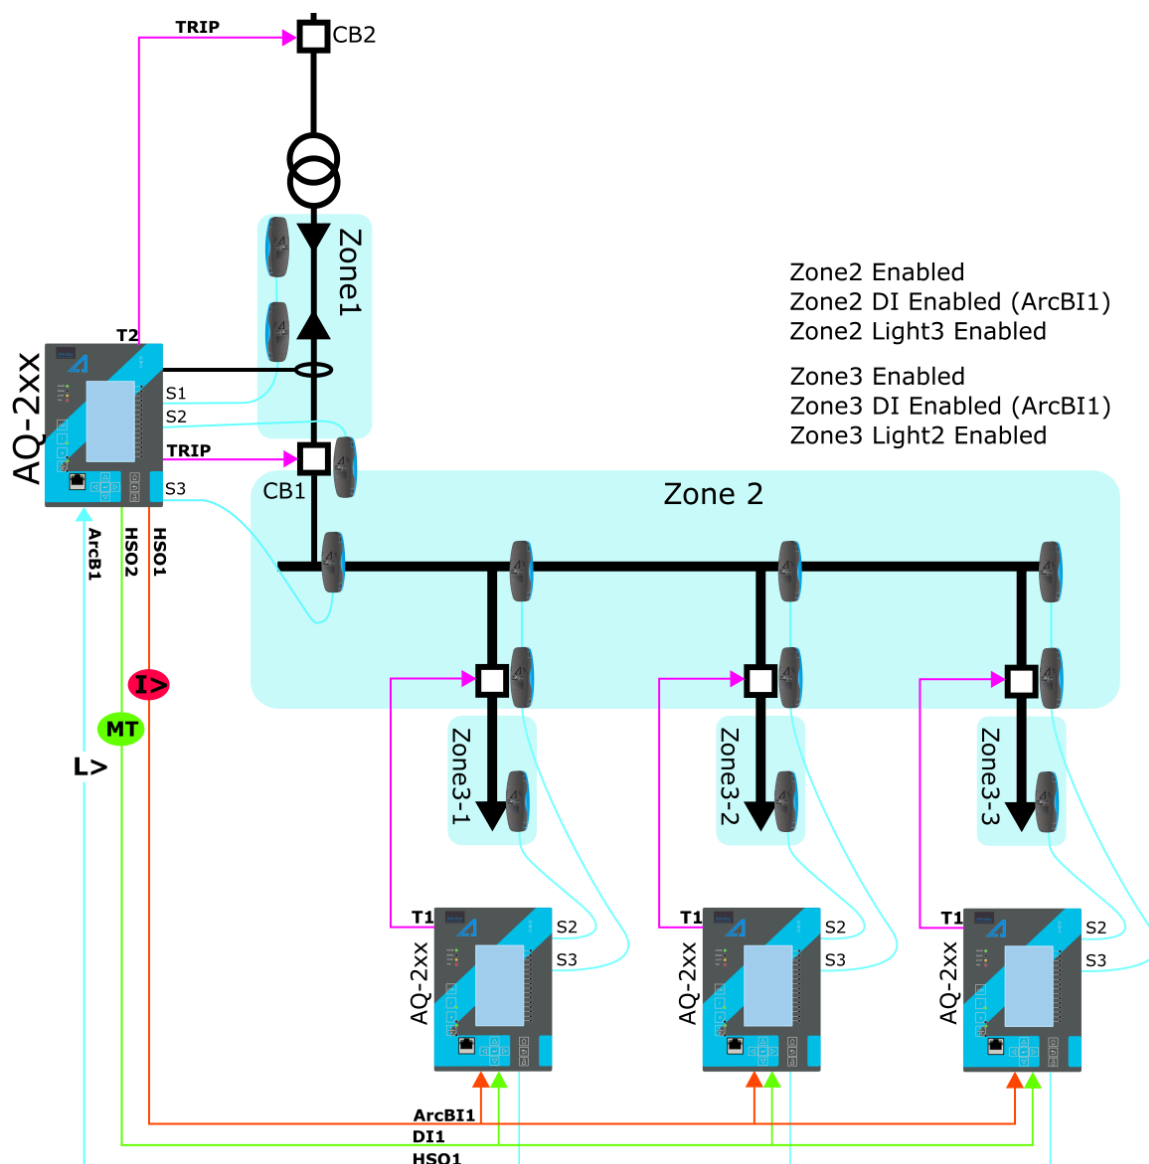 TRIP
CB2
Zone1
Zone2 Enabled
Zone2 DI Enabled (ArcBI1)
Zone2 Light3 Enabled
Zone3 Enabled
Zone3 DI Enabled (ArcBI1)
Zone3 Light2 Enabled
T2
AQ-2xx
S1
S2
TRIP
S3
CB1
Zone 2
ArcB1
HSO2
HSO1
I>
MT
L>
Zone3-1
Zone3-2
Zone3-3
T1
S2
S3
AQ-2xx
T1
S2
S3
AQ-2xx
T1
S2
S3
AQ-2xx
ArcBI1
DI1
HSO1